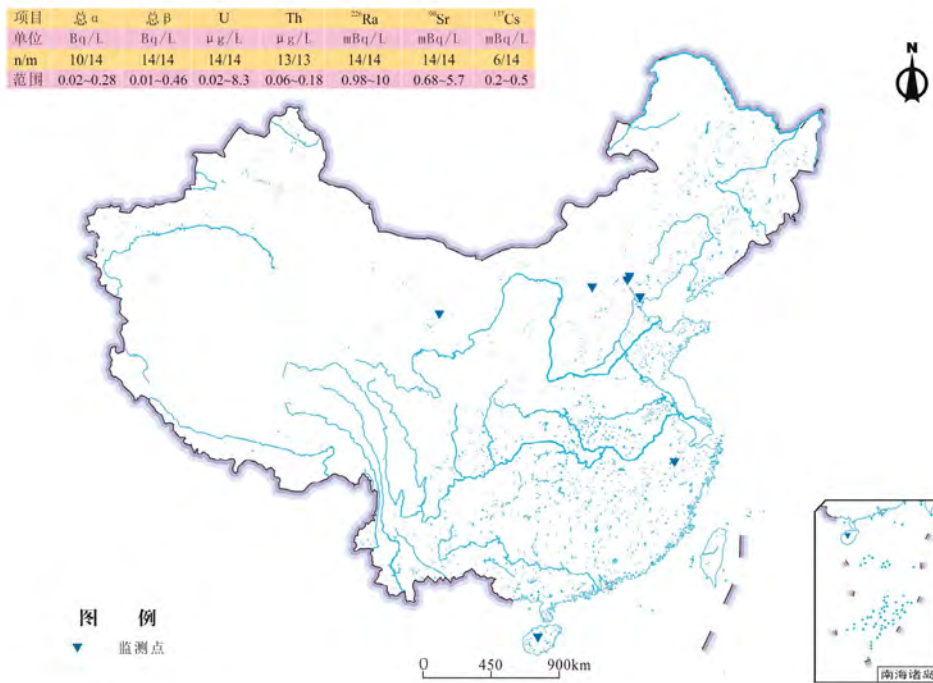 项目 总α 总β U Th ²²⁶Ra ⁹⁰Sr ¹³⁷Cs
单位 Bq/L Bq/L μg/L μg/L mBq/L mBq/L mBq/L
n/m 10/14 14/14 14/14 13/13 14/14 14/14 6/14
范围 0.02~0.28 0.01~0.46 0.02~8.3 0.06~0.18 0.98~10 0.68~5.7 0.2~0.5
N
图 例
监测点
0 450 900km
南海诸岛